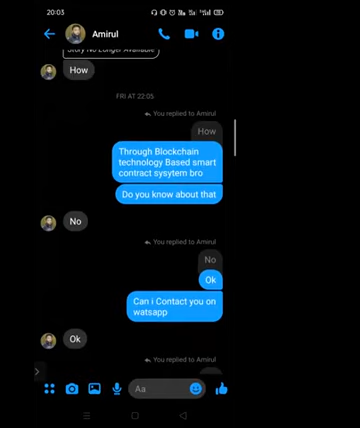 20:03
Amirul
Story No Longer Available
How
FRI AT 22:05
You replied to Amirul
How
Through Blockchain
technology Based smart
contract sysytem bro
Do you know about that
No
You replied to Amirul
No
Ok
Can i Contact you on
watsapp
Ok
You replied to Amirul
Aa